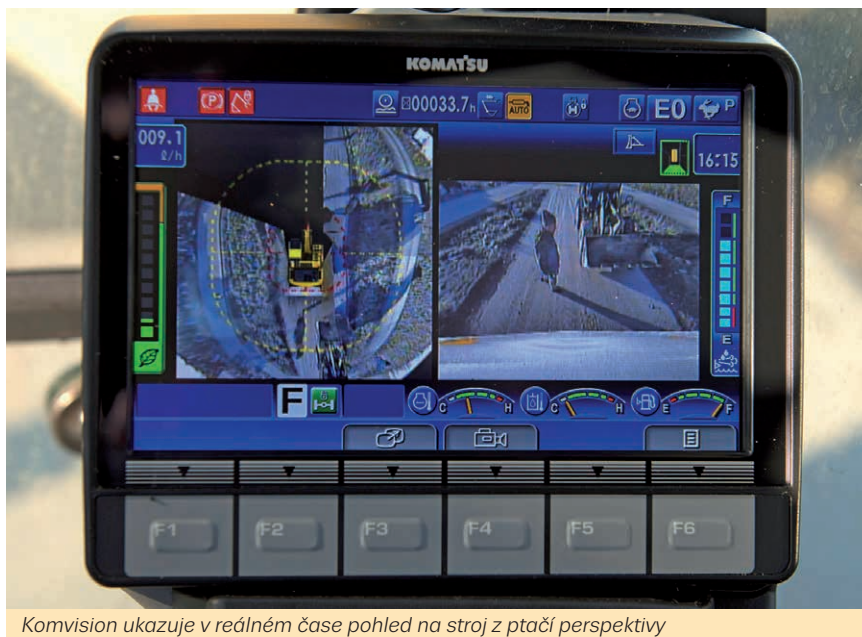 KOMATSU
00033.7h AUTO E0 P
009.1
ℓ/h
16:15
F
E
F
C H C H E F
F1 F2 F3 F4 F5 F6
Komvision ukazuje v reálném čase pohled na stroj z ptačí perspektivy